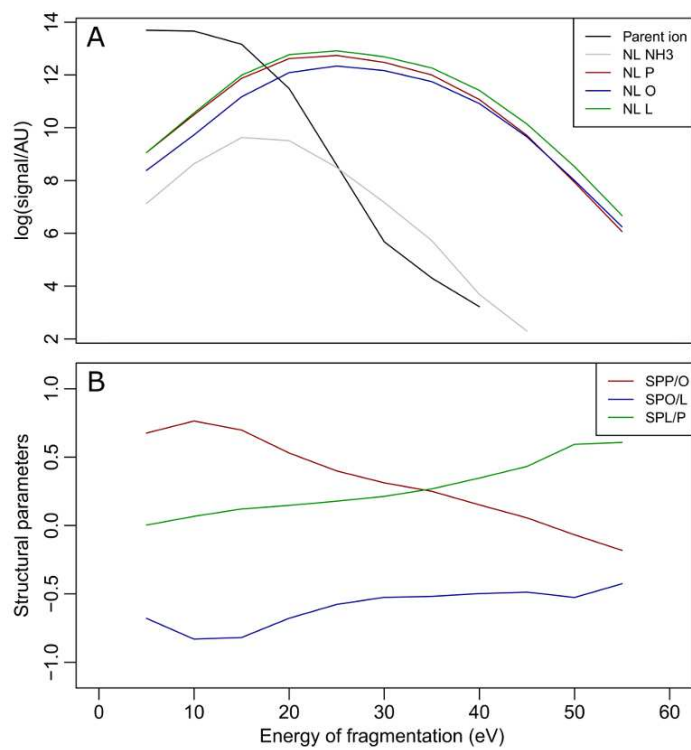 A
Parent ion
NL NH3
NL P
NL O
NL L
log(signal/AU)
14
12
10
8
6
4
2
B
SPP/O
SPO/L
SPL/P
Structural parameters
1.0
0.5
0.0
−0.5
−1.0
0 10 20 30 40 50 60
Energy of fragmentation (eV)